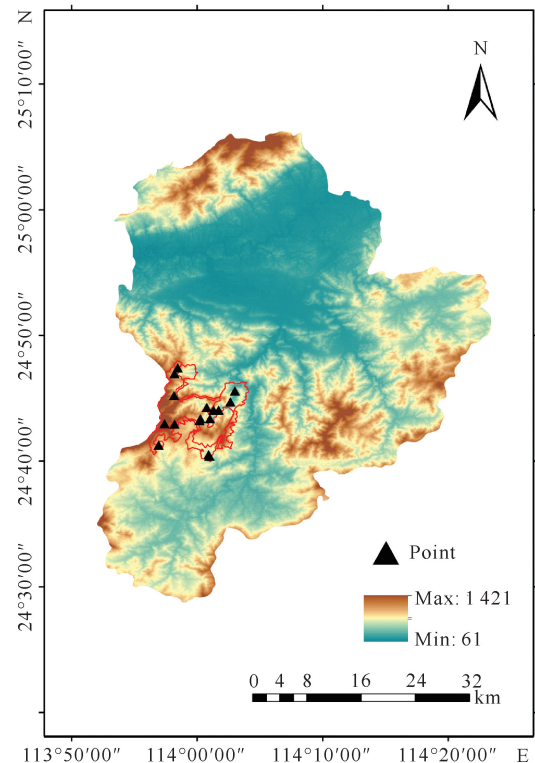 N
25°10′00″
25°00′00″
24°50′00″
24°40′00″
24°30′00″
N
Point
Max: 1 421
Min: 61
0 4 8 16 24 32
km
113°50′00″ 114°00′00″ 114°10′00″ 114°20′00″ E